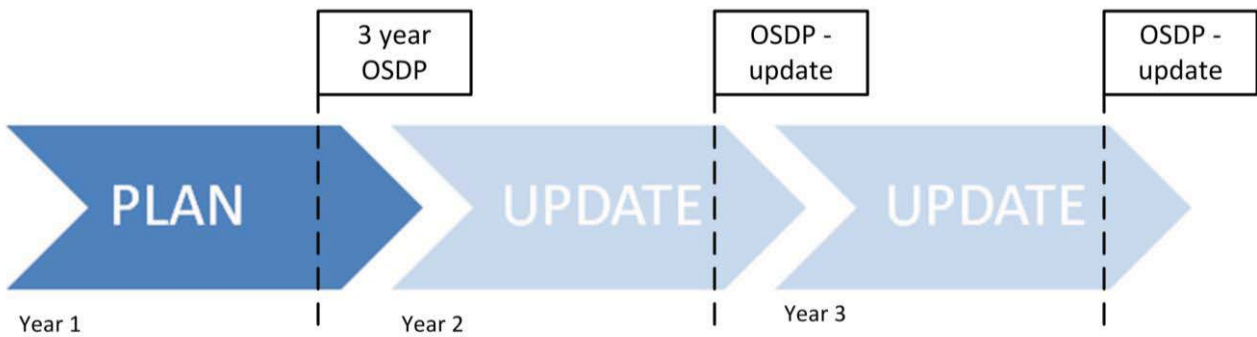 3 year
OSDP
OSDP -
update
OSDP -
update
PLAN
UPDATE
UPDATE
Year 1
Year 2
Year 3